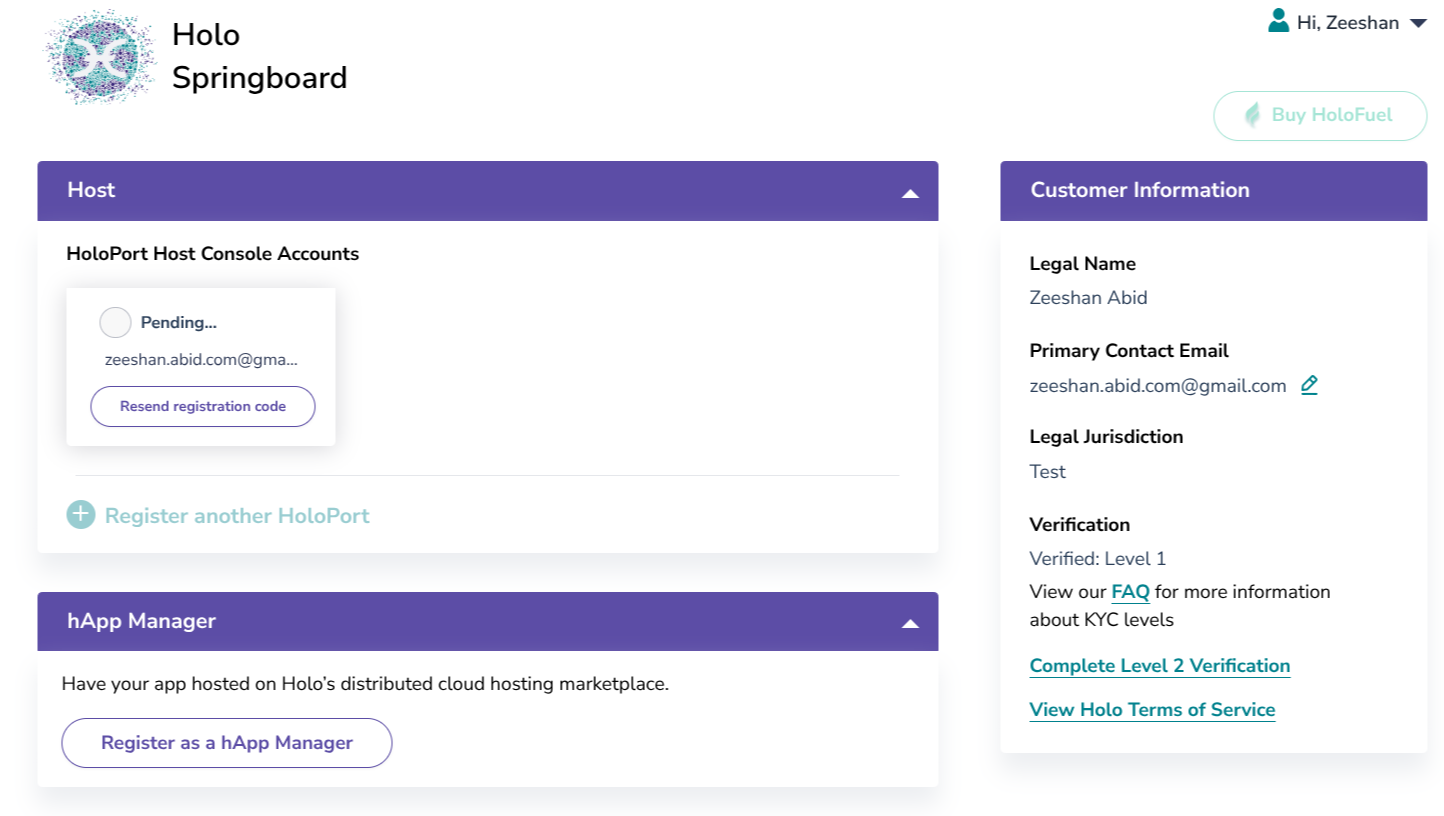 Holo
Springboard
Hi, Zeeshan
Buy HoloFuel
Host
HoloPort Host Console Accounts
Pending...
zeeshan.abid.com@gma...
Resend registration code
Register another HoloPort
hApp Manager
Have your app hosted on Holo’s distributed cloud hosting marketplace.
Register as a hApp Manager
Customer Information
Legal Name
Zeeshan Abid
Primary Contact Email
zeeshan.abid.com@gmail.com
Legal Jurisdiction
Test
Verification
Verified: Level 1
View our FAQ for more information
about KYC levels
Complete Level 2 Verification
View Holo Terms of Service